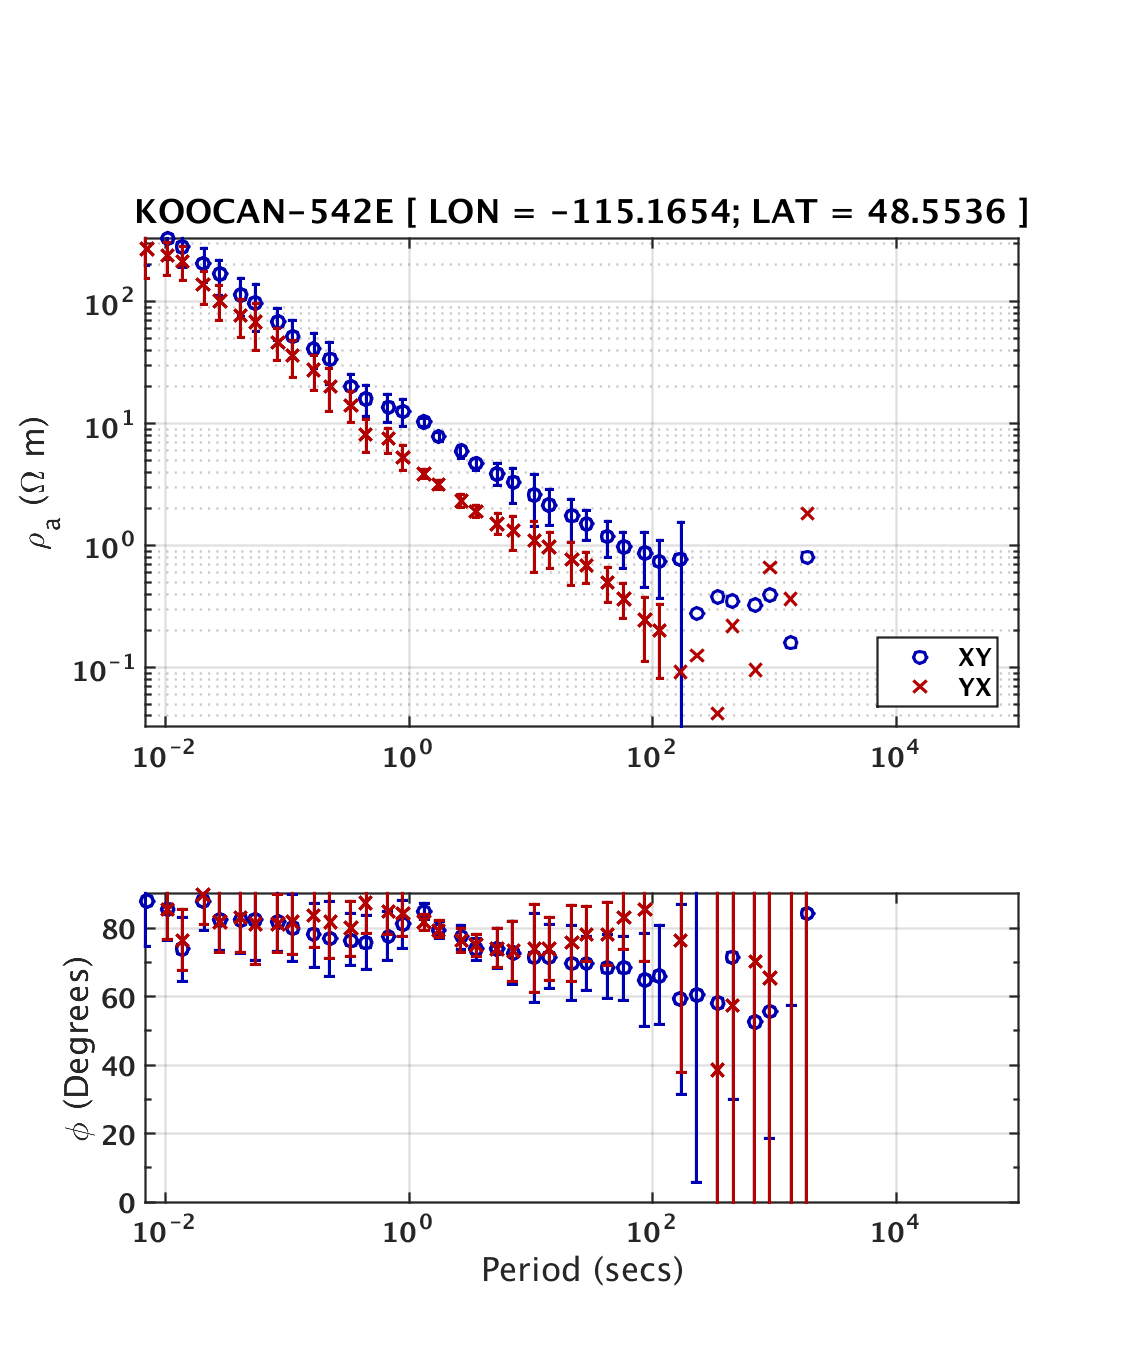 KOOCAN-542E [ LON = -115.1654; LAT = 48.5536 ]
10²
10¹
10⁰
10⁻¹
ρₐ (Ω m)
XY
YX
10⁻² 10⁰ 10² 10⁴
80
60
40
20
0
ϕ (Degrees)
10⁻² 10⁰ 10² 10⁴
Period (secs)